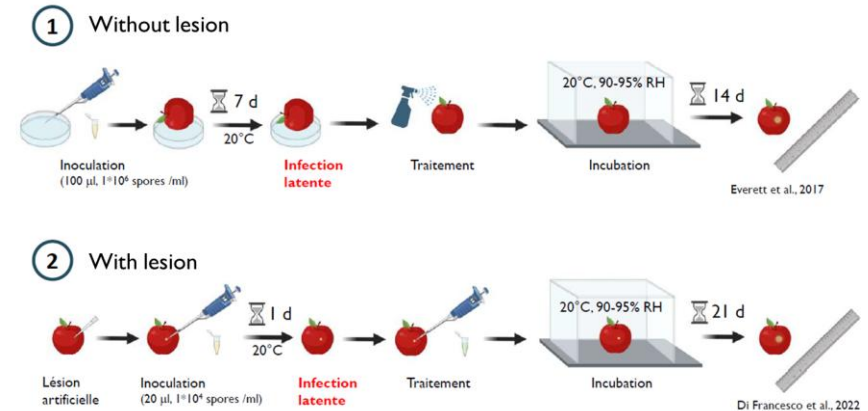 1 Without lesion
7 d
20°C
20°C, 90-95% RH
14 d
Inoculation
(100 µl, 1*10⁶ spores /ml)
Infection
latente
Traitement
Incubation
Everett et al., 2017
2 With lesion
1 d
20°C
20°C, 90-95% RH
21 d
Lésion
artificielle
Inoculation
(20 µl, 1*10⁴ spores /ml)
Infection
latente
Traitement
Incubation
Di Francesco et al., 2022